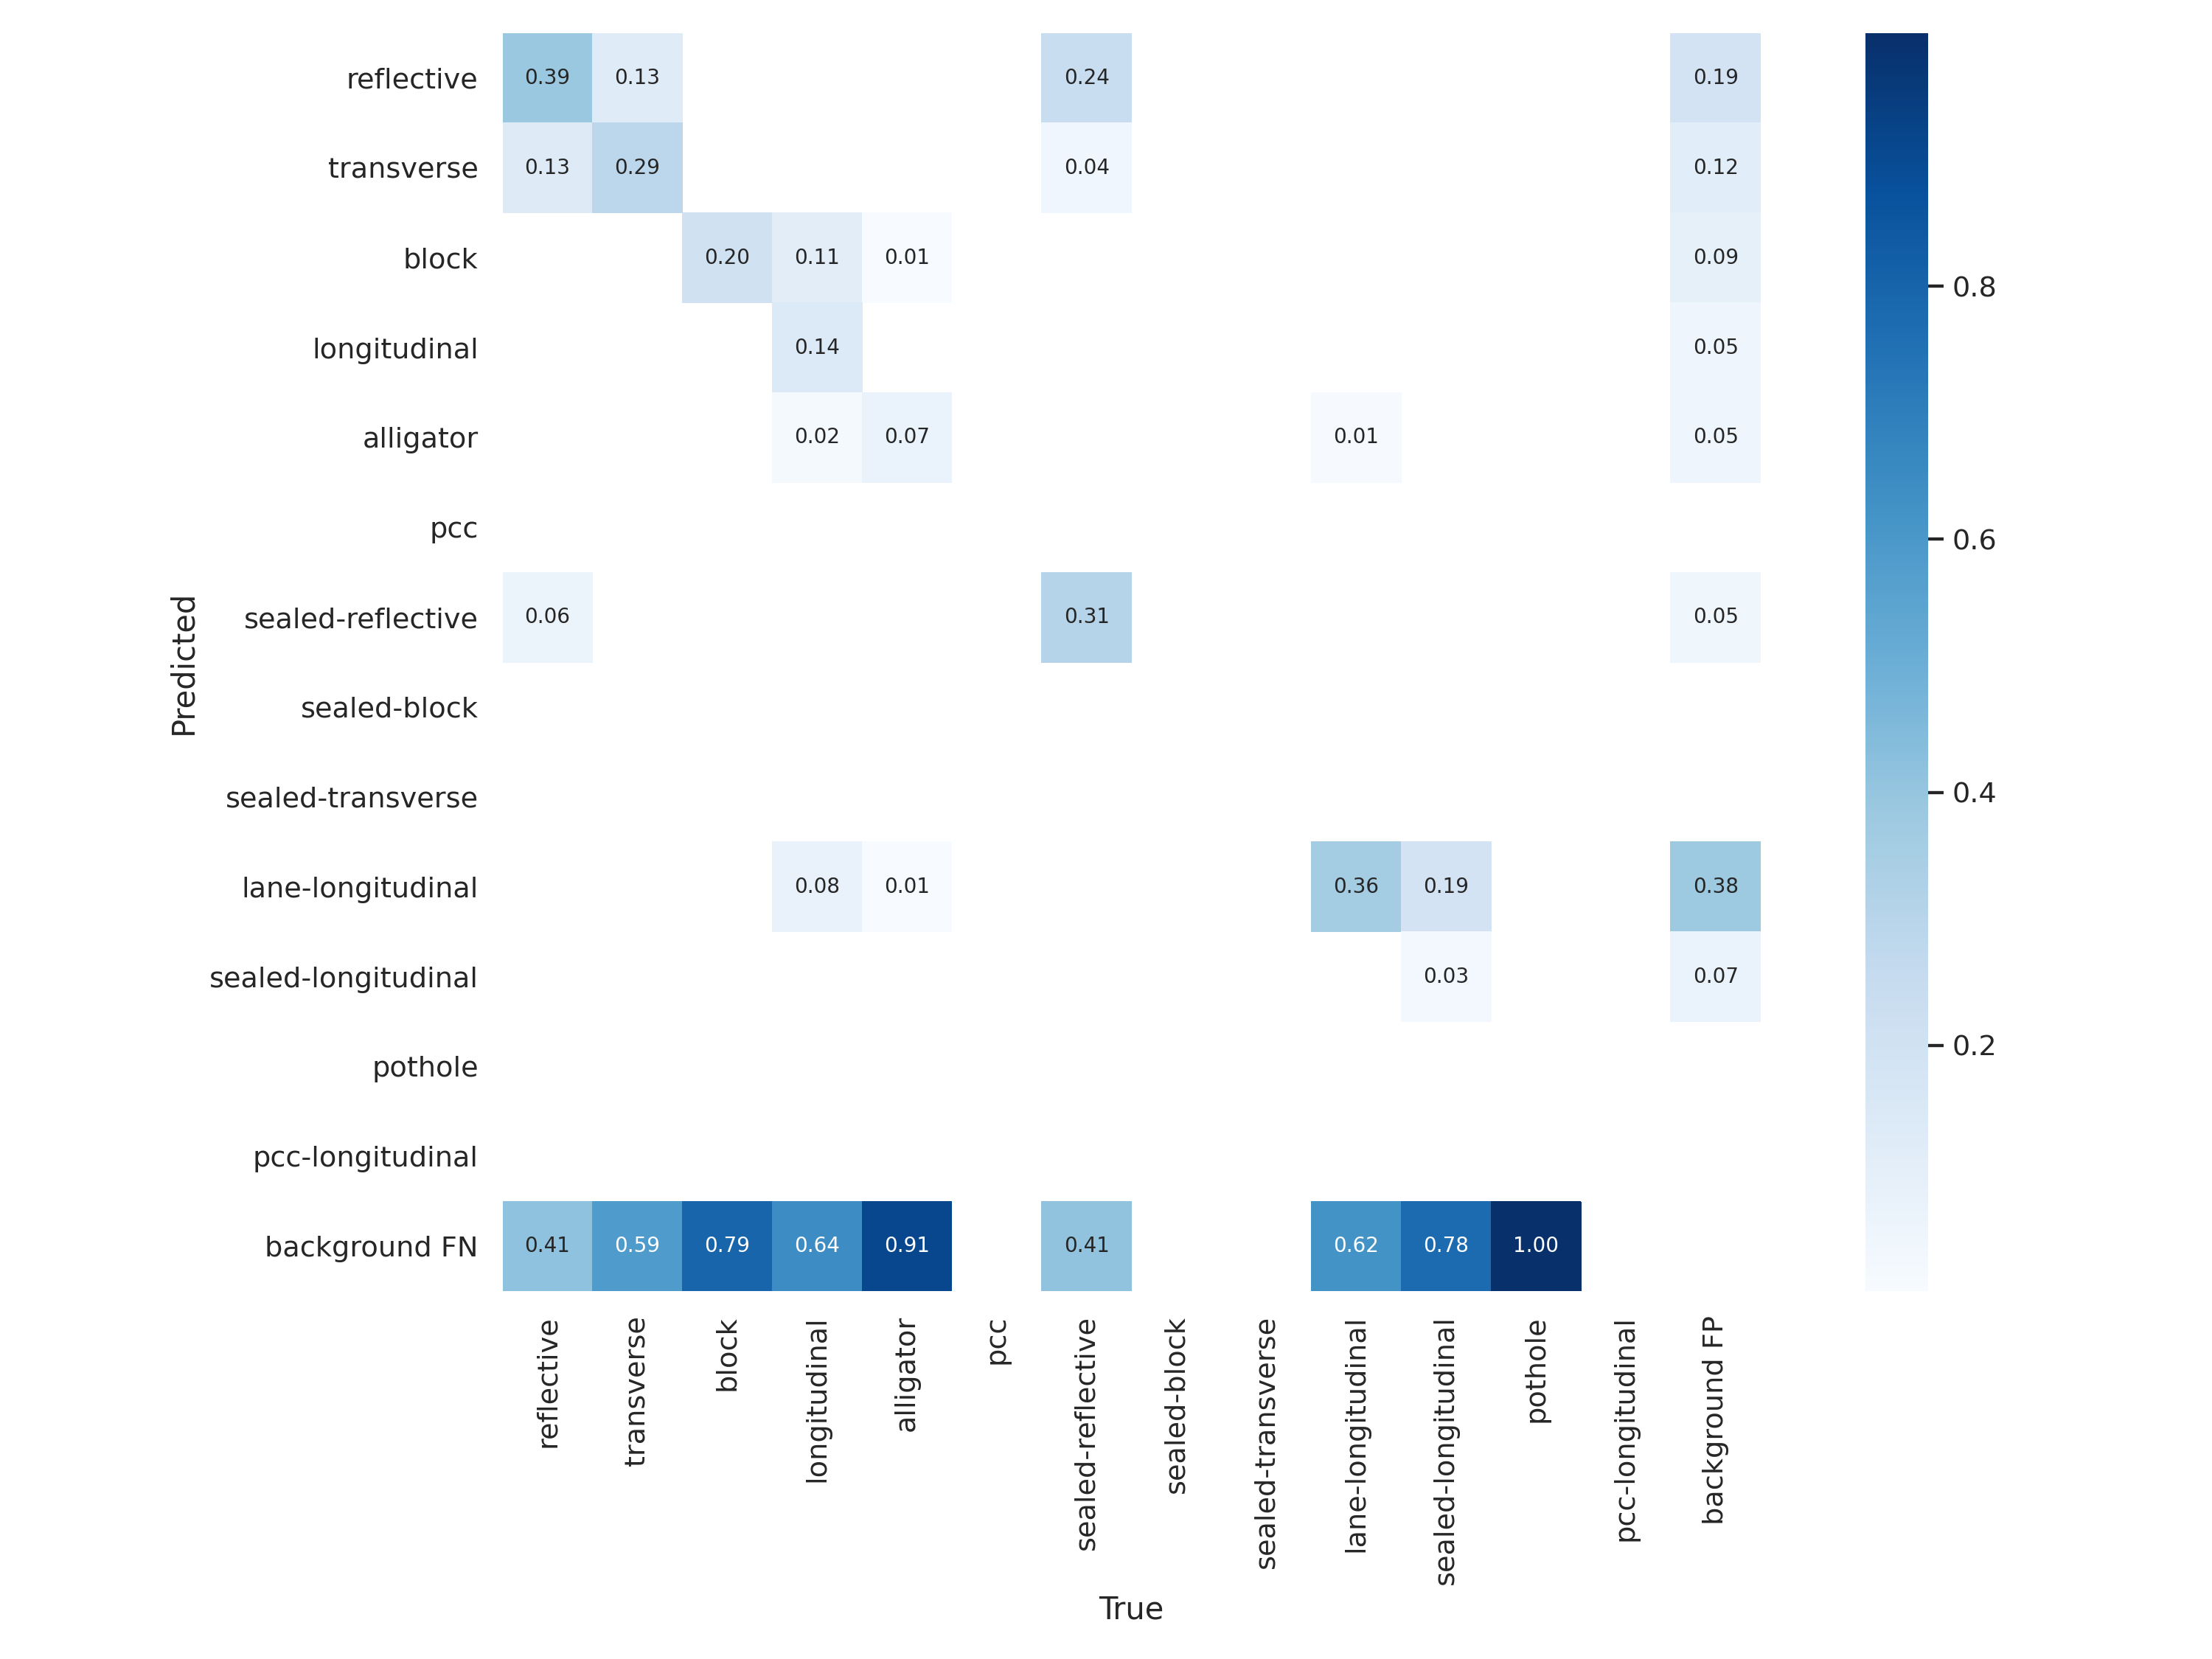 reflective 0.39 0.13 0.24 0.19
transverse 0.13 0.29 0.04 0.12
block 0.20 0.11 0.01 0.09
longitudinal 0.14 0.05
alligator 0.02 0.07 0.01 0.05
pcc
sealed-reflective 0.06 0.31 0.05
sealed-block
sealed-transverse
lane-longitudinal 0.08 0.01 0.36 0.19 0.38
sealed-longitudinal 0.03 0.07
pothole
pcc-longitudinal
background FN 0.41 0.59 0.79 0.64 0.91 0.41 0.62 0.78 1.00
Predicted
reflective
transverse
block
longitudinal
alligator
pcc
sealed-reflective
sealed-block
sealed-transverse
lane-longitudinal
sealed-longitudinal
pothole
pcc-longitudinal
background FP
True
0.8
0.6
0.4
0.2